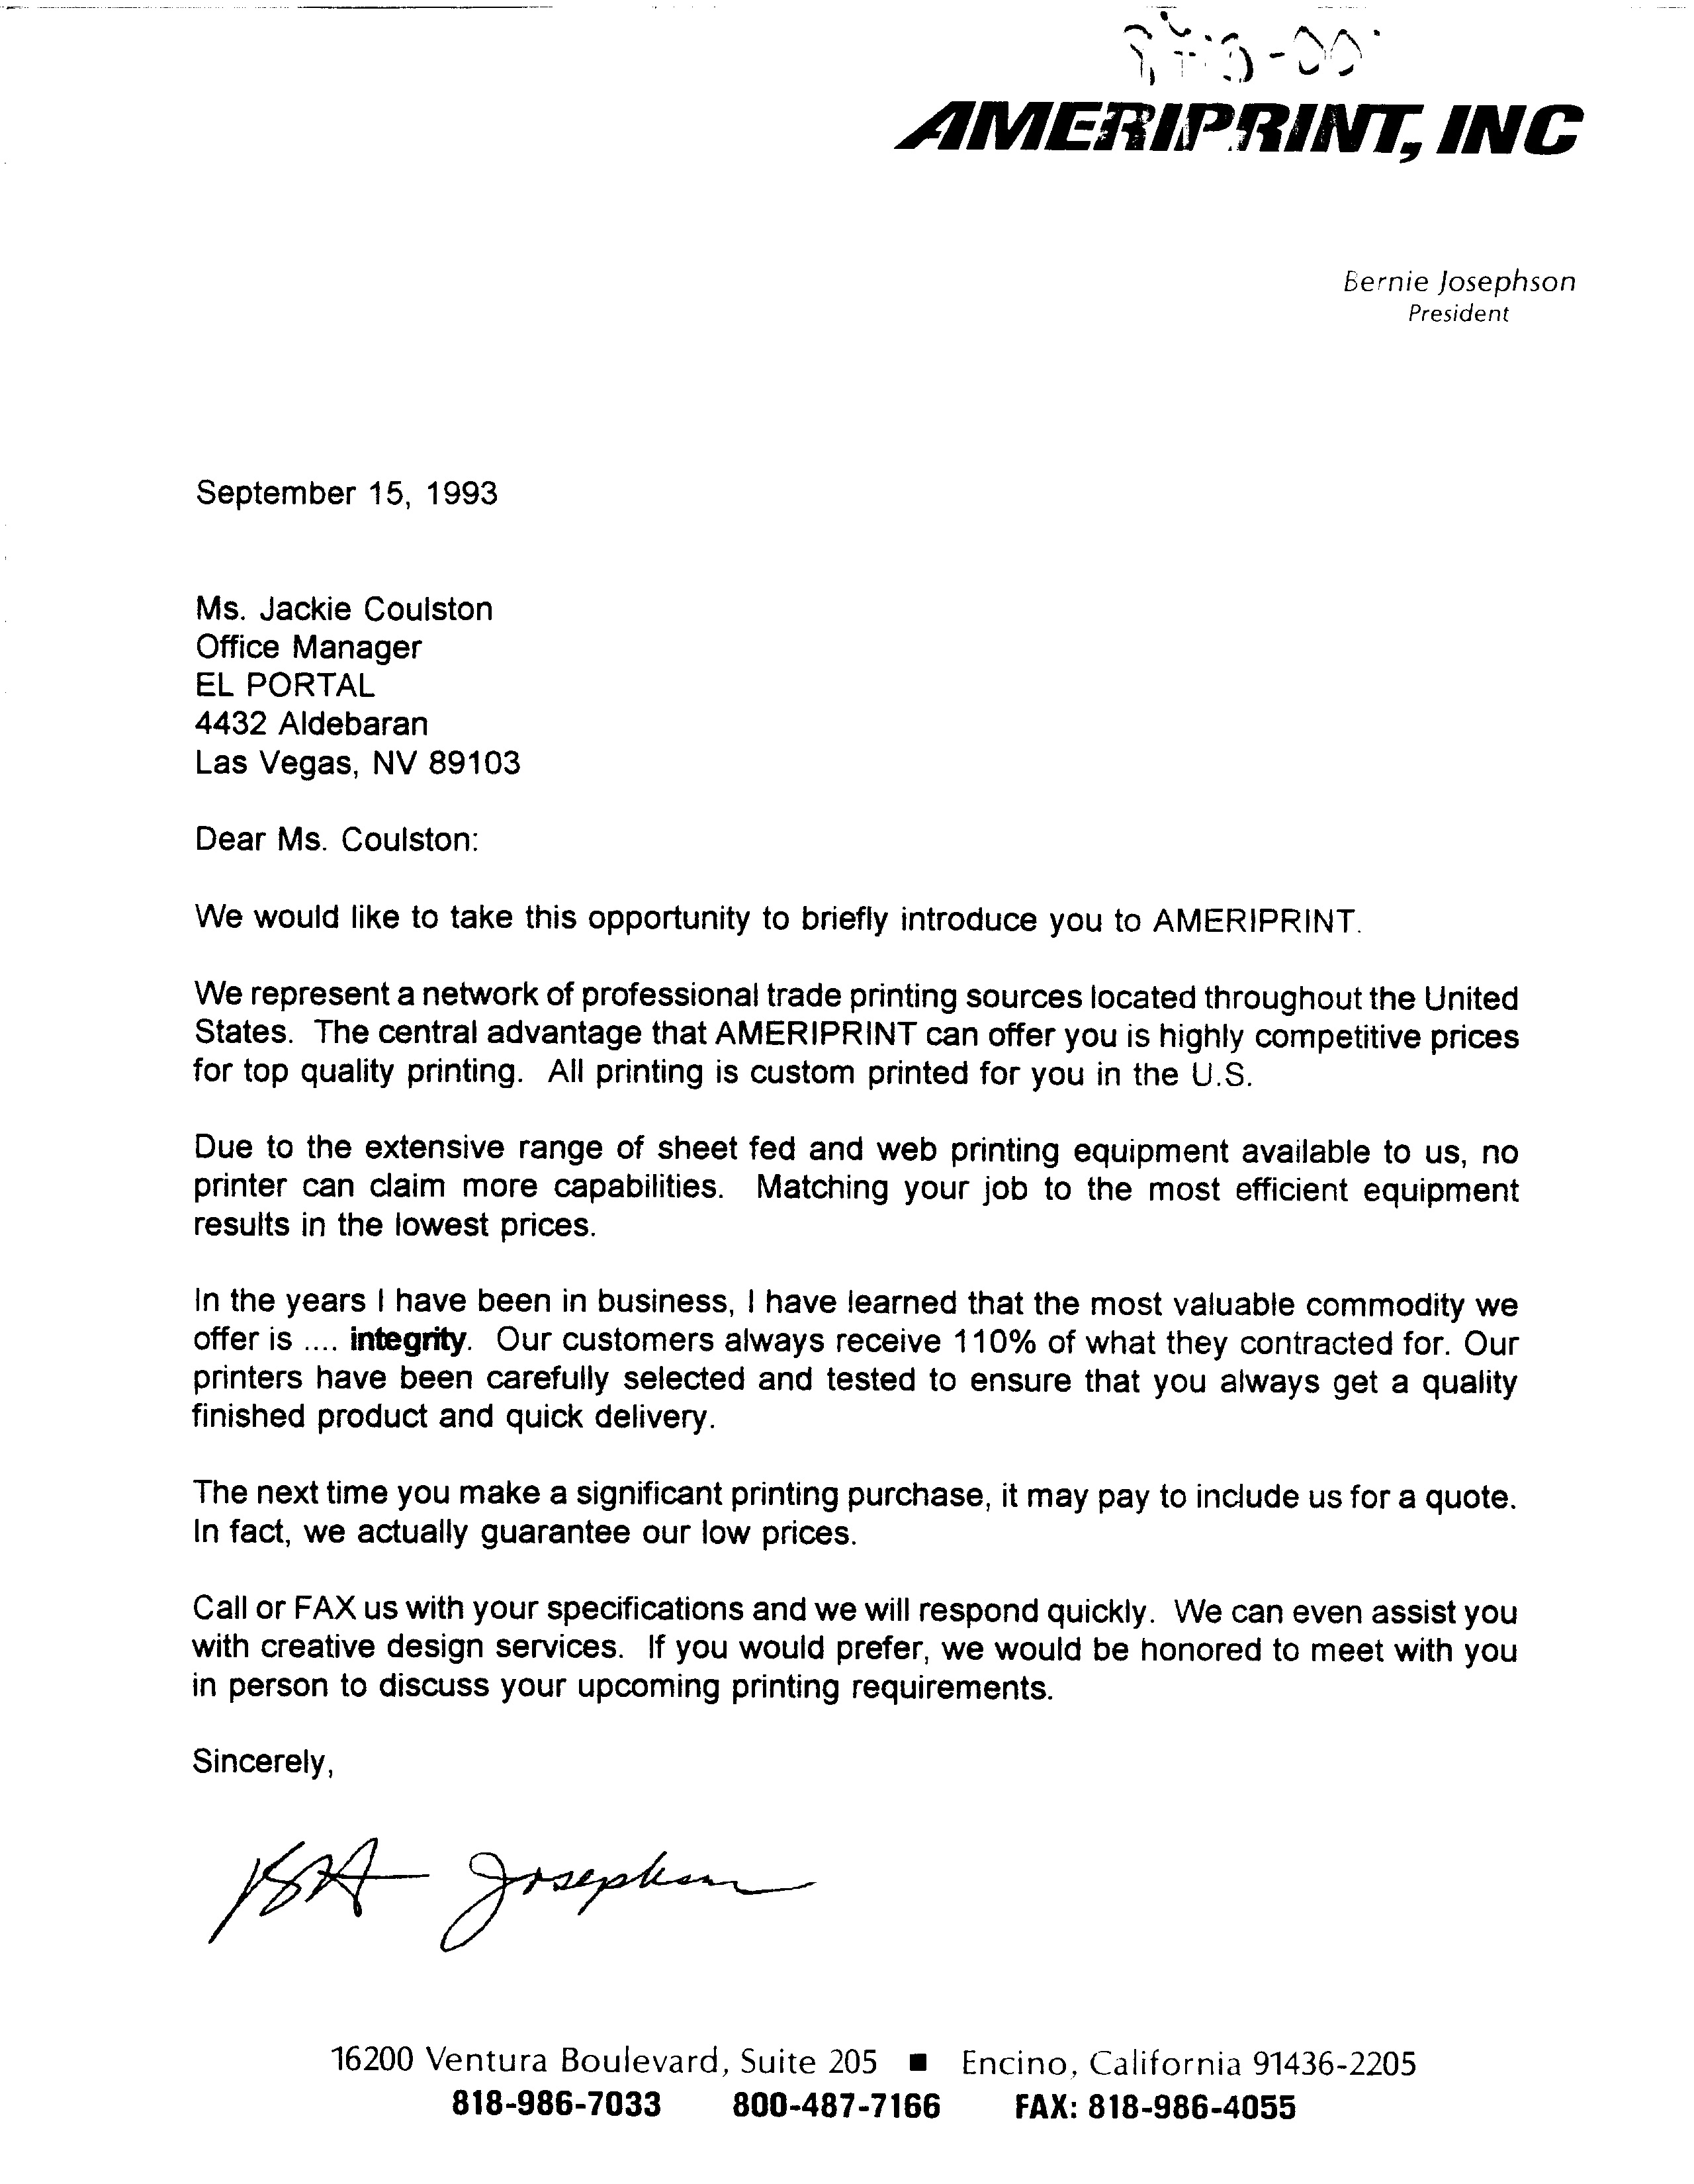 AMERIPRINT, INC
Bernie Josephson
President
September 15, 1993
Ms. Jackie Coulston
Office Manager
EL PORTAL
4432 Aldebaran
Las Vegas, NV 89103
Dear Ms. Coulston:
We would like to take this opportunity to briefly introduce you to AMERIPRINT.
We represent a network of professional trade printing sources located throughout the United
States. The central advantage that AMERIPRINT can offer you is highly competitive prices
for top quality printing. All printing is custom printed for you in the U.S.
Due to the extensive range of sheet fed and web printing equipment available to us, no
printer can claim more capabilities. Matching your job to the most efficient equipment
results in the lowest prices.
In the years I have been in business, I have learned that the most valuable commodity we
offer is .... integrity. Our customers always receive 110% of what they contracted for. Our
printers have been carefully selected and tested to ensure that you always get a quality
finished product and quick delivery.
The next time you make a significant printing purchase, it may pay to include us for a quote.
In fact, we actually guarantee our low prices.
Call or FAX us with your specifications and we will respond quickly. We can even assist you
with creative design services. If you would prefer, we would be honored to meet with you
in person to discuss your upcoming printing requirements.
Sincerely,
Josephson
16200 Ventura Boulevard, Suite 205 ■ Encino, California 91436-2205
818-986-7033 800-487-7166 FAX: 818-986-4055